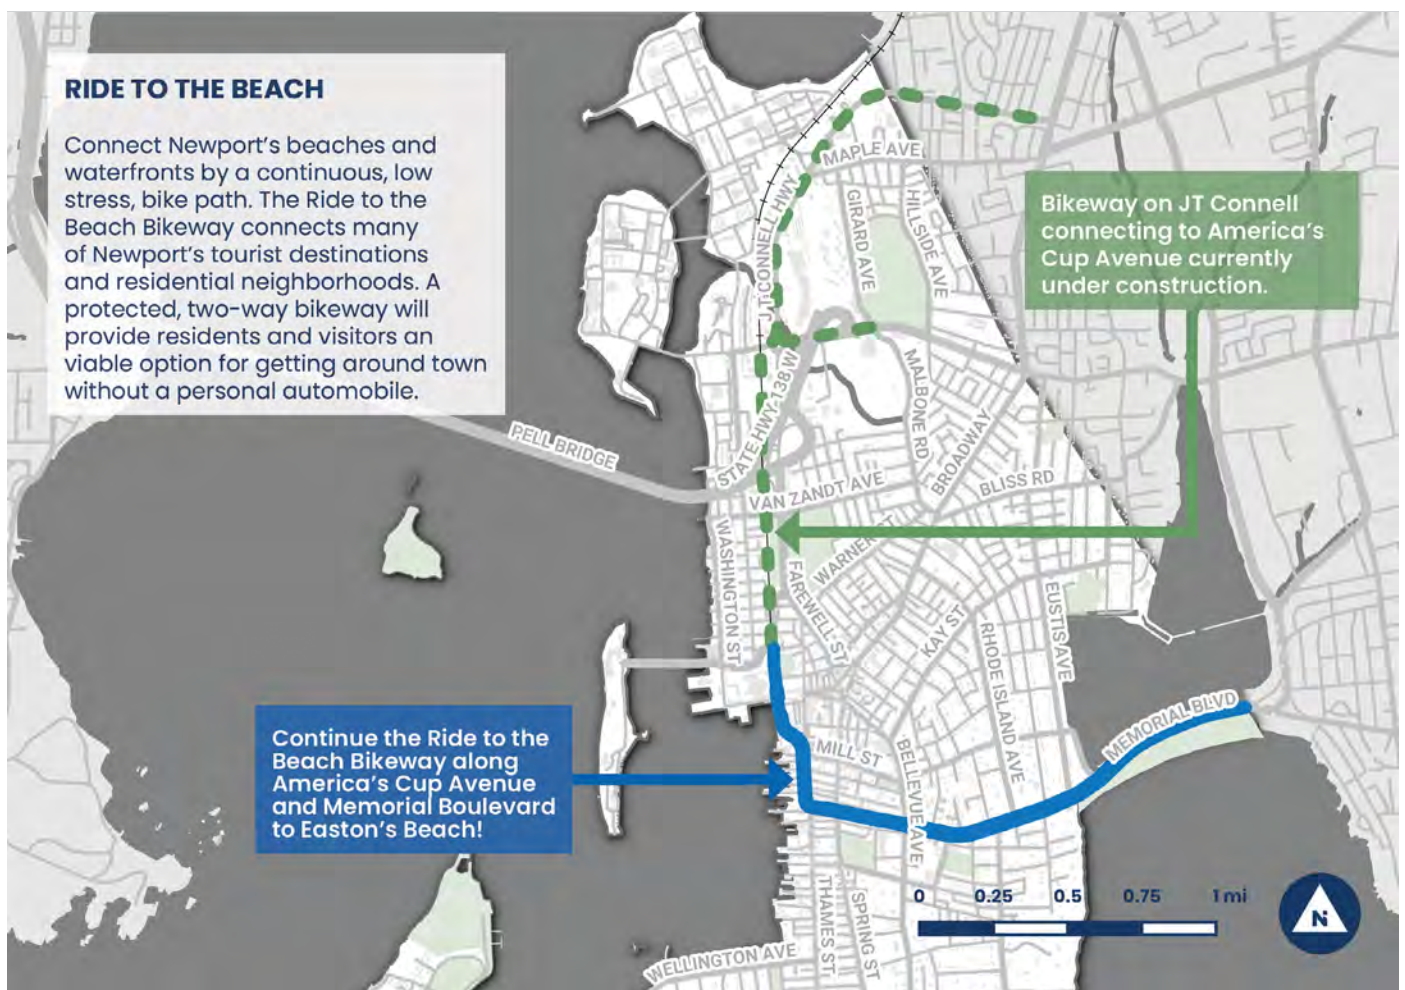 RIDE TO THE BEACH
Connect Newport's beaches and
waterfronts by a continuous, low
stress, bike path. The Ride to the
Beach Bikeway connects many
of Newport's tourist destinations
and residential neighborhoods. A
protected, two-way bikeway will
provide residents and visitors an
viable option for getting around town
without a personal automobile.
MAPLE AVE
J T CONNELL HWY
GIRARD AVE
HILLSIDE AVE
Bikeway on JT Connell
connecting to America's
Cup Avenue currently
under construction.
PELL BRIDGE
STATE HWY 138 W
MALBONE RD
BROADWAY
BLISS RD
VAN ZANDT AVE
WASHINGTON ST
WARNER ST
FAREWELL ST
KAY ST
EUSTIS AVE
RHODE ISLAND AVE
MEMORIAL BLVD
Continue the Ride to the
Beach Bikeway along
America's Cup Avenue
and Memorial Boulevard
to Easton's Beach!
MILL ST
BELLEVUE AVE
THAMES ST
SPRING ST
WELLINGTON AVE
0 0.25 0.5 0.75 1 mi
N